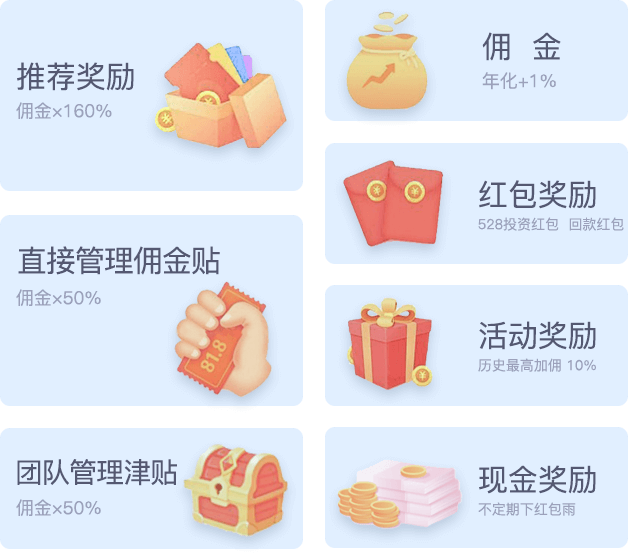 推荐奖励
佣金×160%
直接管理佣金贴
佣金×50%
81.8
团队管理津贴
佣金×50%
佣 金
年化+1%
红包奖励
528投资红包 回款红包
活动奖励
历史最高加佣 10%
现金奖励
不定期下红包雨